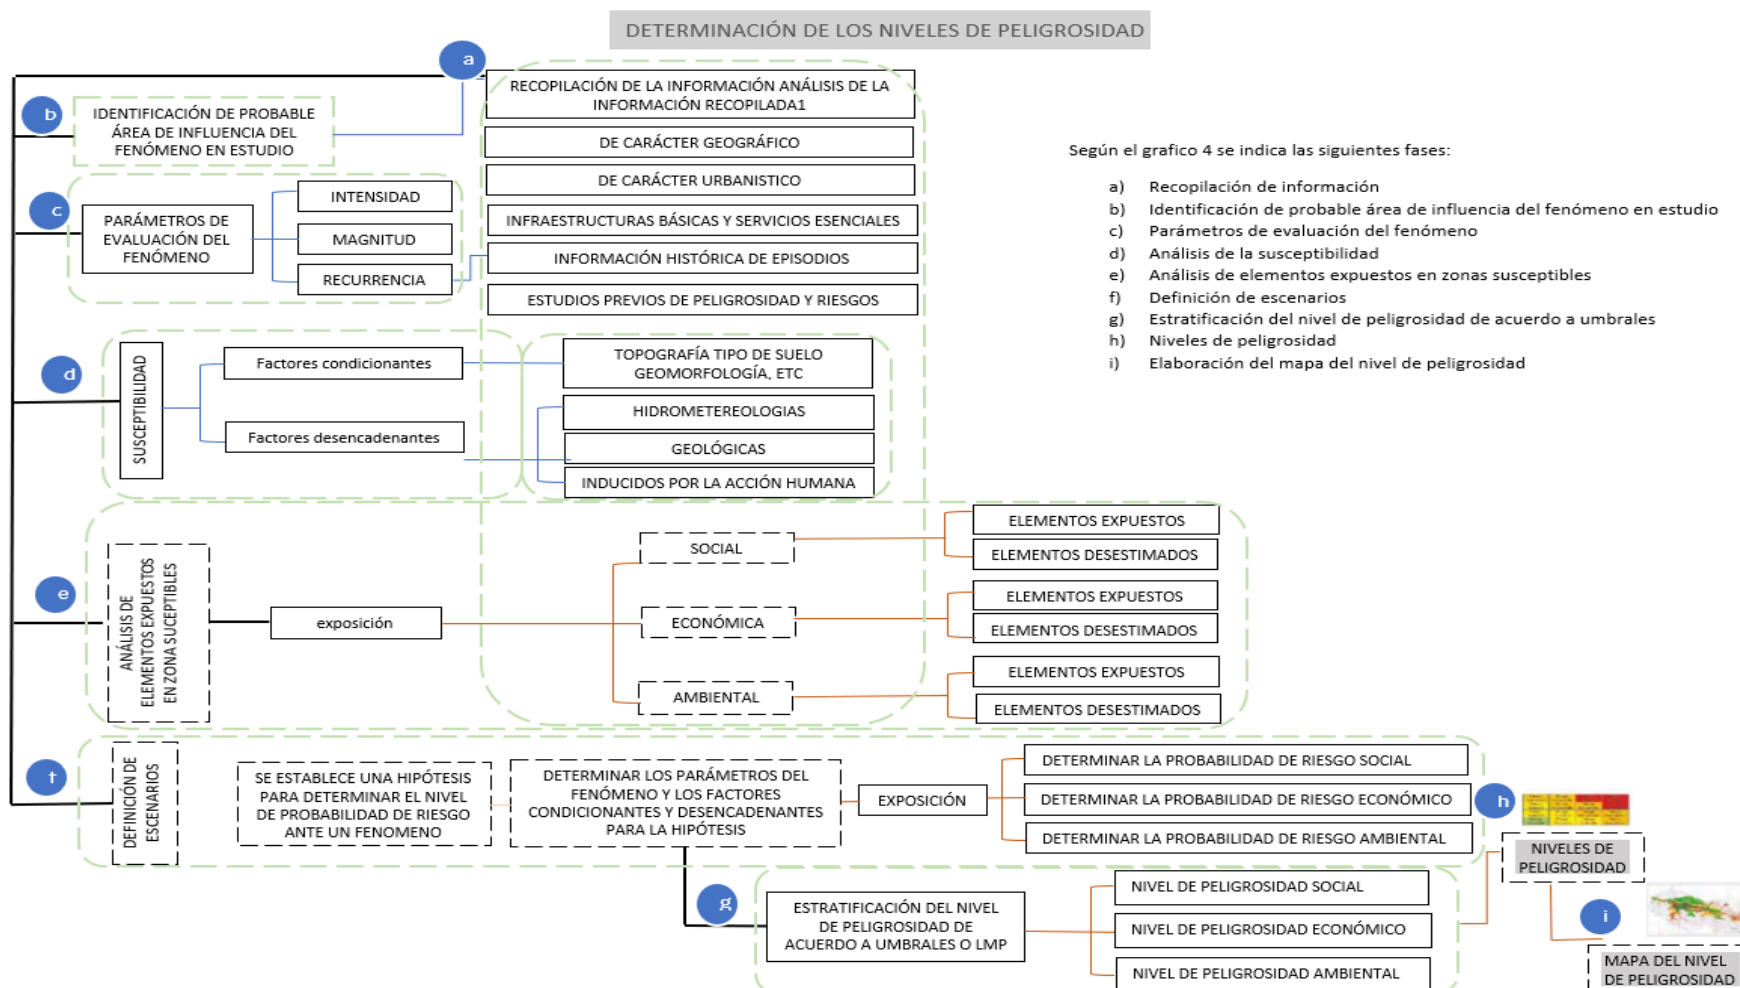 DETERMINACIÓN DE LOS NIVELES DE PELIGROSIDAD
a
RECOPILACIÓN DE LA INFORMACIÓN ANÁLISIS DE LA
INFORMACIÓN RECOPILADA1
DE CARÁCTER GEOGRÁFICO
DE CARÁCTER URBANISTICO
INFRAESTRUCTURAS BÁSICAS Y SERVICIOS ESENCIALES
INFORMACIÓN HISTÓRICA DE EPISODIOS
ESTUDIOS PREVIOS DE PELIGROSIDAD Y RIESGOS
b
IDENTIFICACIÓN DE PROBABLE
ÁREA DE INFLUENCIA DEL
FENÓMENO EN ESTUDIO
c
PARÁMETROS DE
EVALUACIÓN DEL
FENÓMENO
INTENSIDAD
MAGNITUD
RECURRENCIA
Según el grafico 4 se indica las siguientes fases:
a) Recopilación de información
b) Identificación de probable área de influencia del fenómeno en estudio
c) Parámetros de evaluación del fenómeno
d) Análisis de la susceptibilidad
e) Análisis de elementos expuestos en zonas susceptibles
f) Definición de escenarios
g) Estratificación del nivel de peligrosidad de acuerdo a umbrales
h) Niveles de peligrosidad
i) Elaboración del mapa del nivel de peligrosidad
d
SUSCEPTIBILIDAD
Factores condicionantes
Factores desencadenantes
TOPOGRAFÍA TIPO DE SUELO
GEOMORFOLOGÍA, ETC
HIDROMETEREOLOGIAS
GEOLÓGICAS
INDUCIDOS POR LA ACCIÓN HUMANA
e
ANÁLISIS DE
ELEMENTOS EXPUESTOS
EN ZONA SUCEPTIBLES
exposición
SOCIAL
ECONÓMICA
AMBIENTAL
ELEMENTOS EXPUESTOS
ELEMENTOS DESESTIMADOS
ELEMENTOS EXPUESTOS
ELEMENTOS DESESTIMADOS
ELEMENTOS EXPUESTOS
ELEMENTOS DESESTIMADOS
f
DEFINICIÓN DE
ESCENARIOS
SE ESTABLECE UNA HIPÓTESIS
PARA DETERMINAR EL NIVEL
DE PROBABILIDAD DE RIESGO
ANTE UN FENOMENO
DETERMINAR LOS PARÁMETROS DEL
FENÓMENO Y LOS FACTORES
CONDICIONANTES Y DESENCADENANTES
PARA LA HIPÓTESIS
EXPOSICIÓN
DETERMINAR LA PROBABILIDAD DE RIESGO SOCIAL
DETERMINAR LA PROBABILIDAD DE RIESGO ECONÓMICO
DETERMINAR LA PROBABILIDAD DE RIESGO AMBIENTAL
h
NIVELES DE
PELIGROSIDAD
g
ESTRATIFICACIÓN DEL NIVEL
DE PELIGROSIDAD DE
ACUERDO A UMBRALES O LMP
NIVEL DE PELIGROSIDAD SOCIAL
NIVEL DE PELIGROSIDAD ECONÓMICO
NIVEL DE PELIGROSIDAD AMBIENTAL
i
MAPA DEL NIVEL
DE PELIGROSIDAD